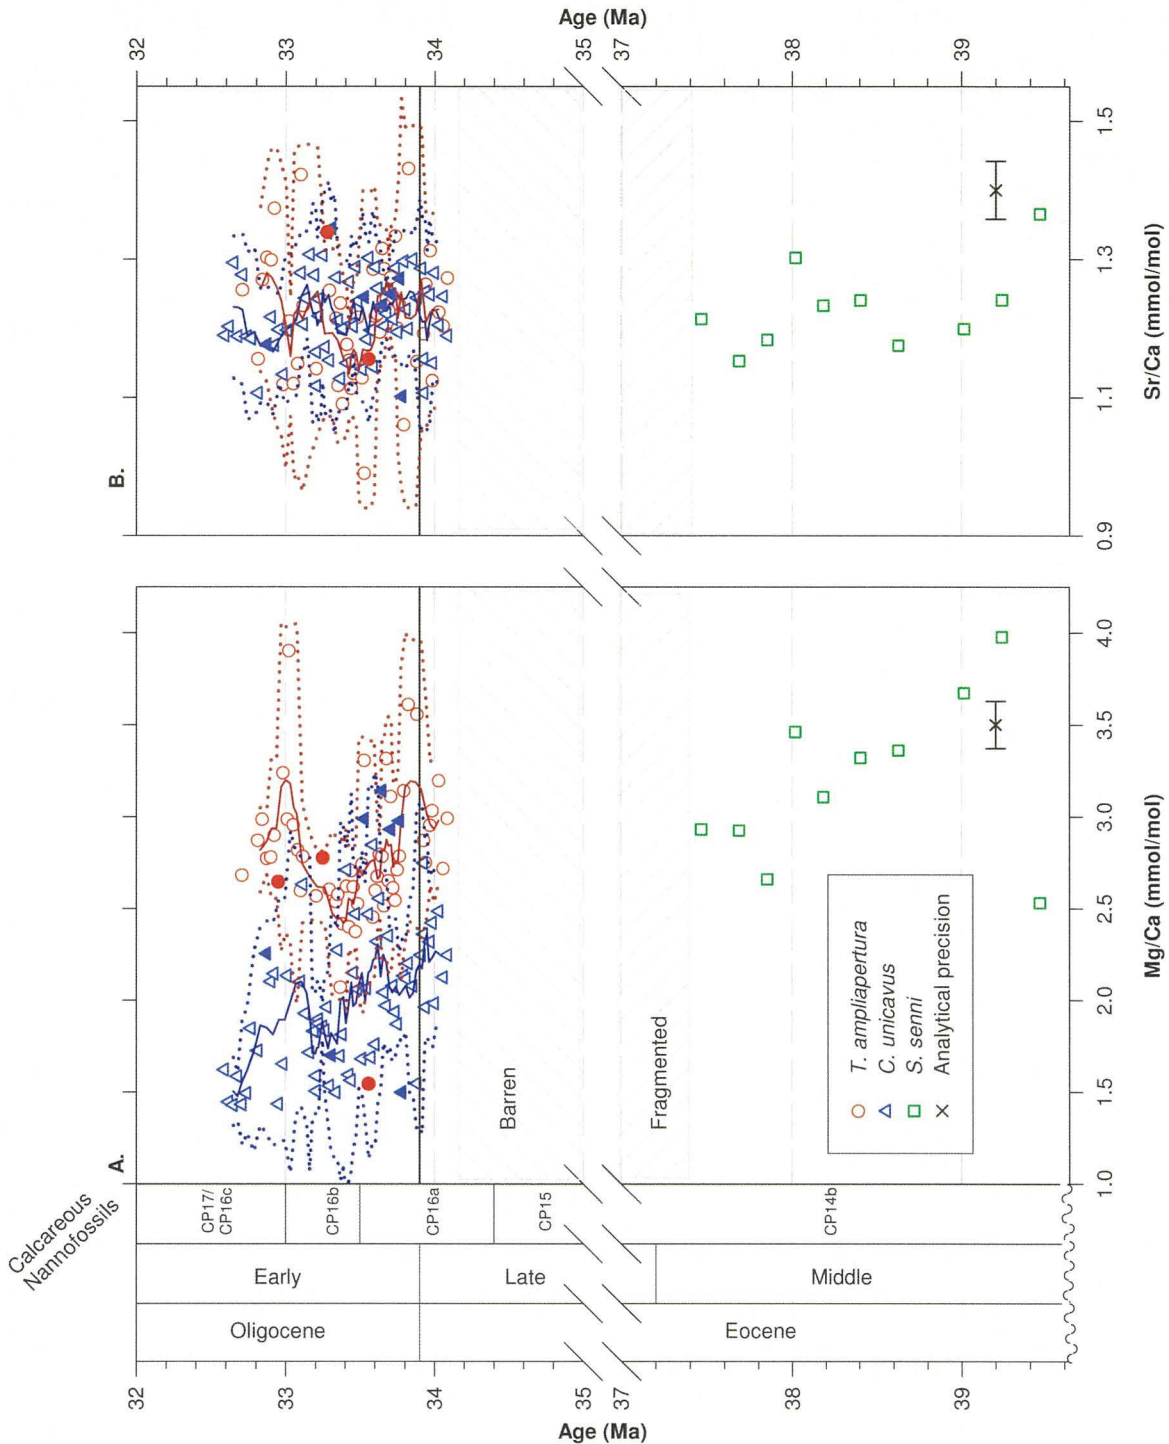 Calcareous
Nannofossils
A.
B.
Age (Ma)
32
33
34
35
37
38
39
Oligocene
Eocene
Early
Late
Middle
CP17/
CP16c
CP16b
CP16a
CP15
CP14b
Barren
Fragmented
T. ampliapertura
C. unicavus
S. senni
Analytical precision
1.0
1.5
2.0
2.5
3.0
3.5
4.0
Mg/Ca (mmol/mol)
0.9
1.1
1.3
1.5
Sr/Ca (mmol/mol)
32
33
34
35
37
38
39
Age (Ma)